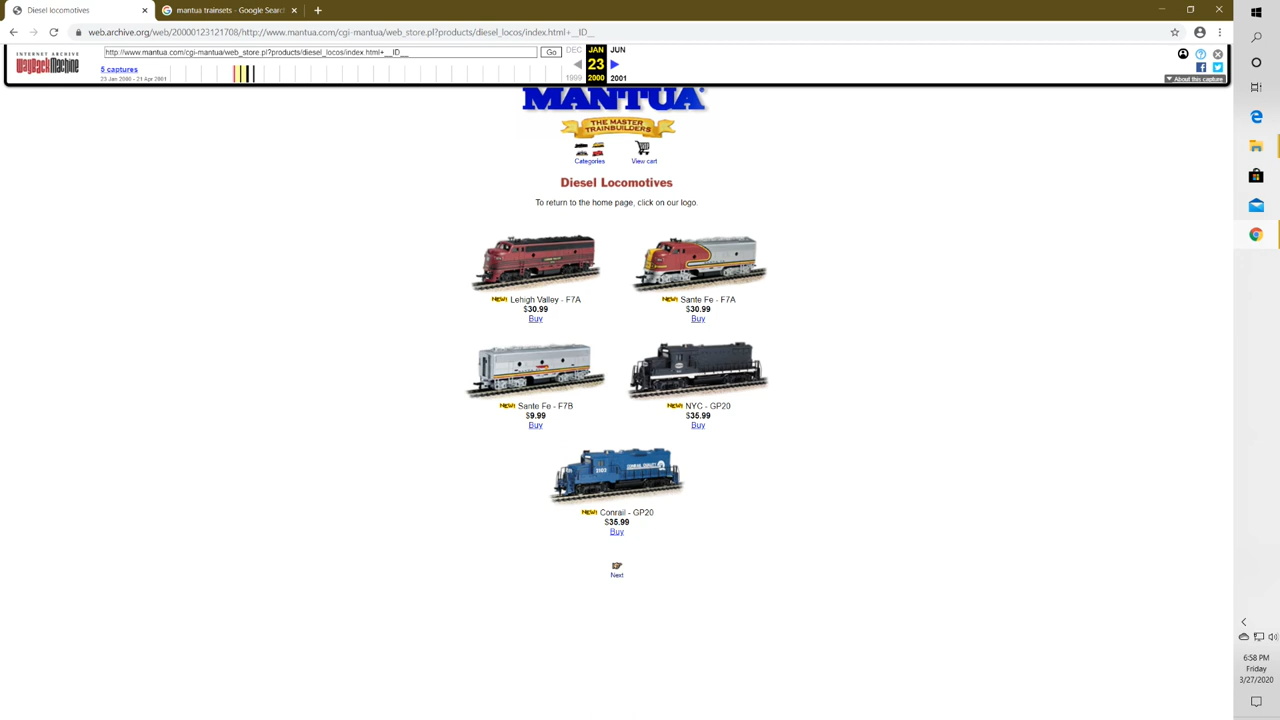 Diesel locomotives
mantua trainsets - Google Searc
web.archive.org/web/20000123121708/http://www.mantua.com/cgi-mantua/web_store.pl?products/diesel_locos/index.html+__ID__
INTERNET ARCHIVE
WayBackMachine
http://www.mantua.com/cgi-mantua/web_store.pl?products/diesel_locos/index.html+__ID__
Go
DEC JAN JUN
23
1999 2000 2001
5 captures
23 Jan 2000 - 21 Apr 2001
About this capture
MANTUA
THE MASTER
TRAINBUILDERS
Categories
View cart
Diesel Locomotives
To return to the home page, click on our logo.
NEW! Lehigh Valley - F7A
$30.99
Buy
NEW! Sante Fe - F7A
$30.99
Buy
NEW! Sante Fe - F7B
$9.99
Buy
NEW! NYC - GP20
$35.99
Buy
NEW! Conrail - GP20
$35.99
Buy
Next
6:58 PM
Friday
3/27/2020